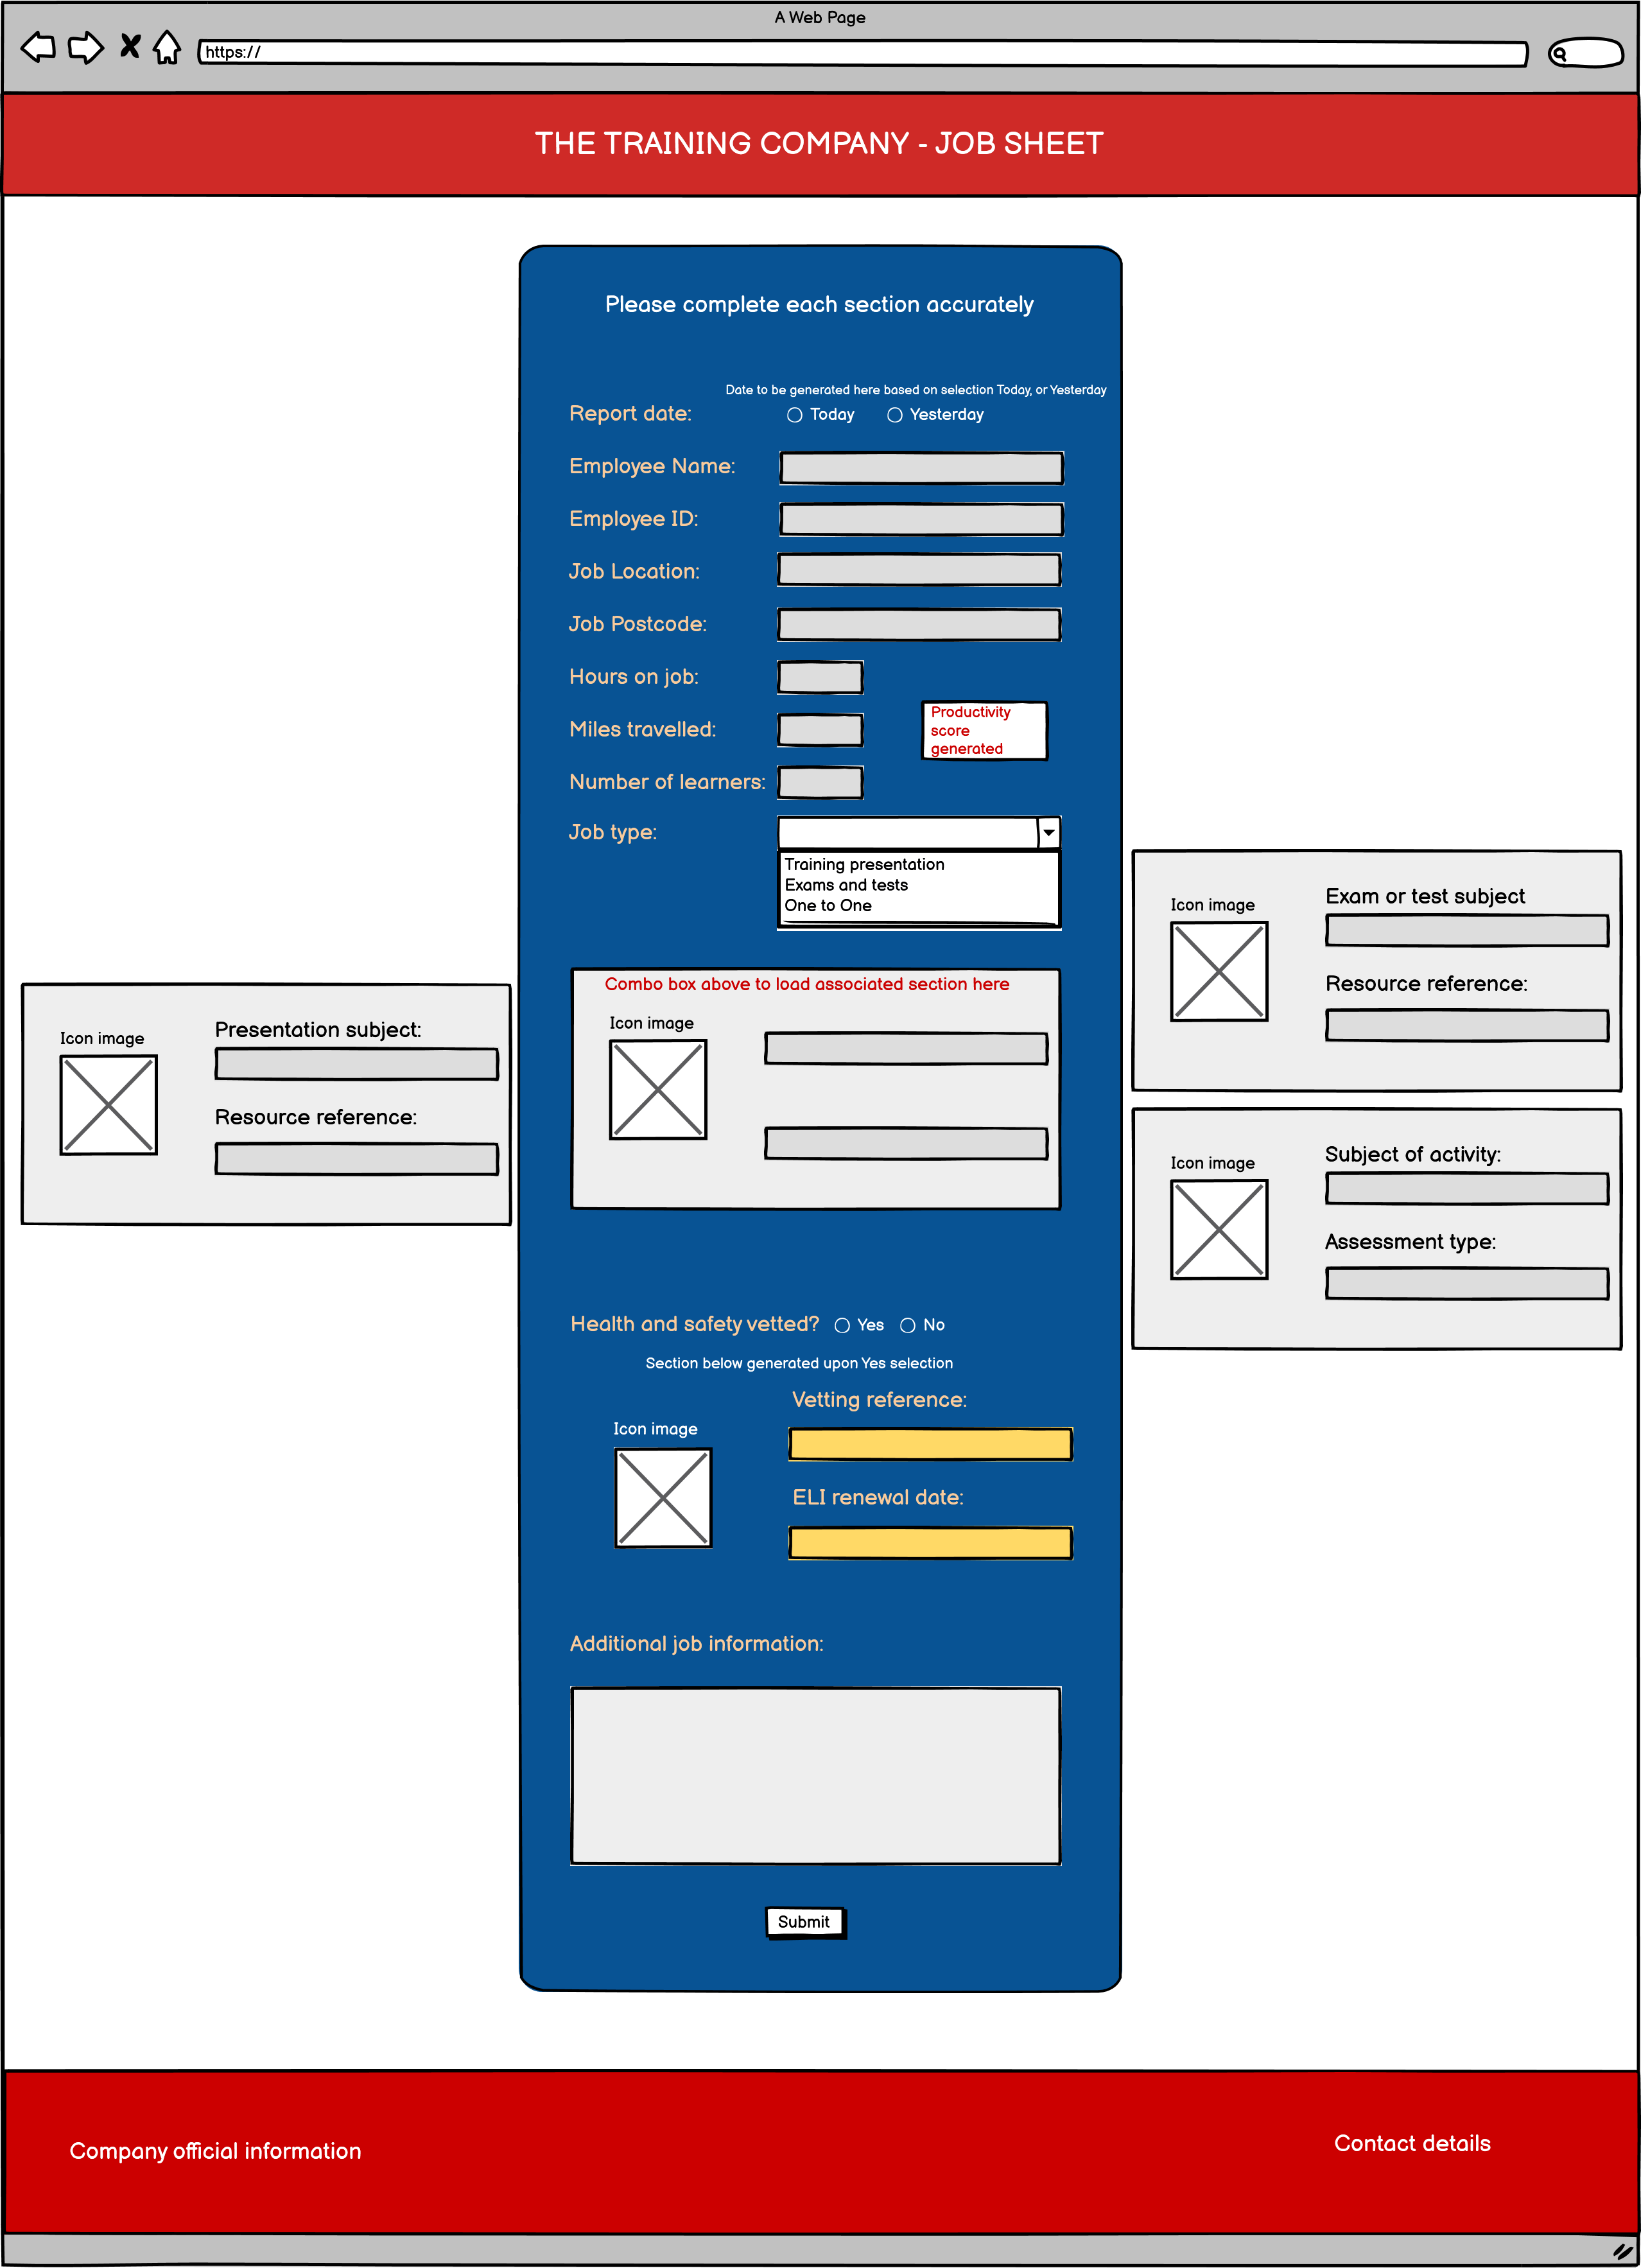 A Web Page
https://
THE TRAINING COMPANY - JOB SHEET
Please complete each section accurately
Date to be generated here based on selection Today, or Yesterday
Report date:
Today
Yesterday
Employee Name:
Employee ID:
Job Location:
Job Postcode:
Hours on job:
Miles travelled:
Productivity
score
generated
Number of learners:
Job type:
Training presentation
Exams and tests
One to One
Combo box above to load associated section here
Icon image
Icon image
Presentation subject:
Resource reference:
Icon image
Exam or test subject
Resource reference:
Icon image
Subject of activity:
Assessment type:
Health and safety vetted?
Yes
No
Section below generated upon Yes selection
Vetting reference:
Icon image
ELI renewal date:
Additional job information:
Submit
Company official information
Contact details